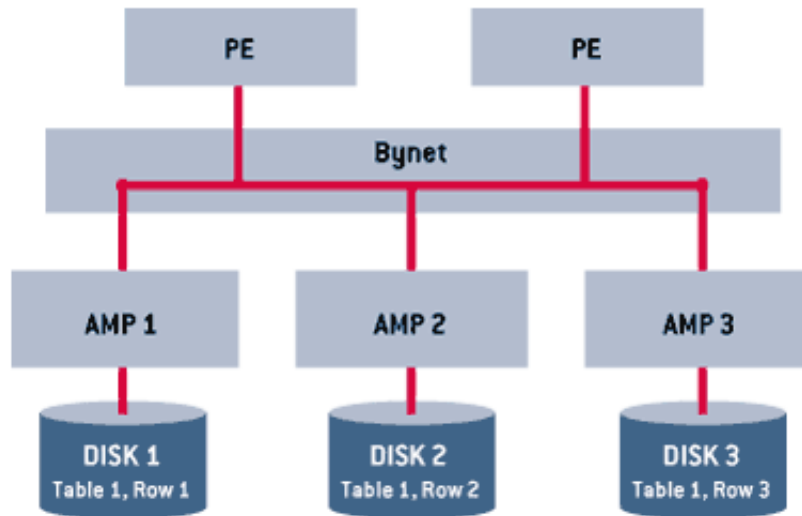 PE
PE
Bynet
AMP 1
AMP 2
AMP 3
DISK 1
Table 1, Row 1
DISK 2
Table 1, Row 2
DISK 3
Table 1, Row 3